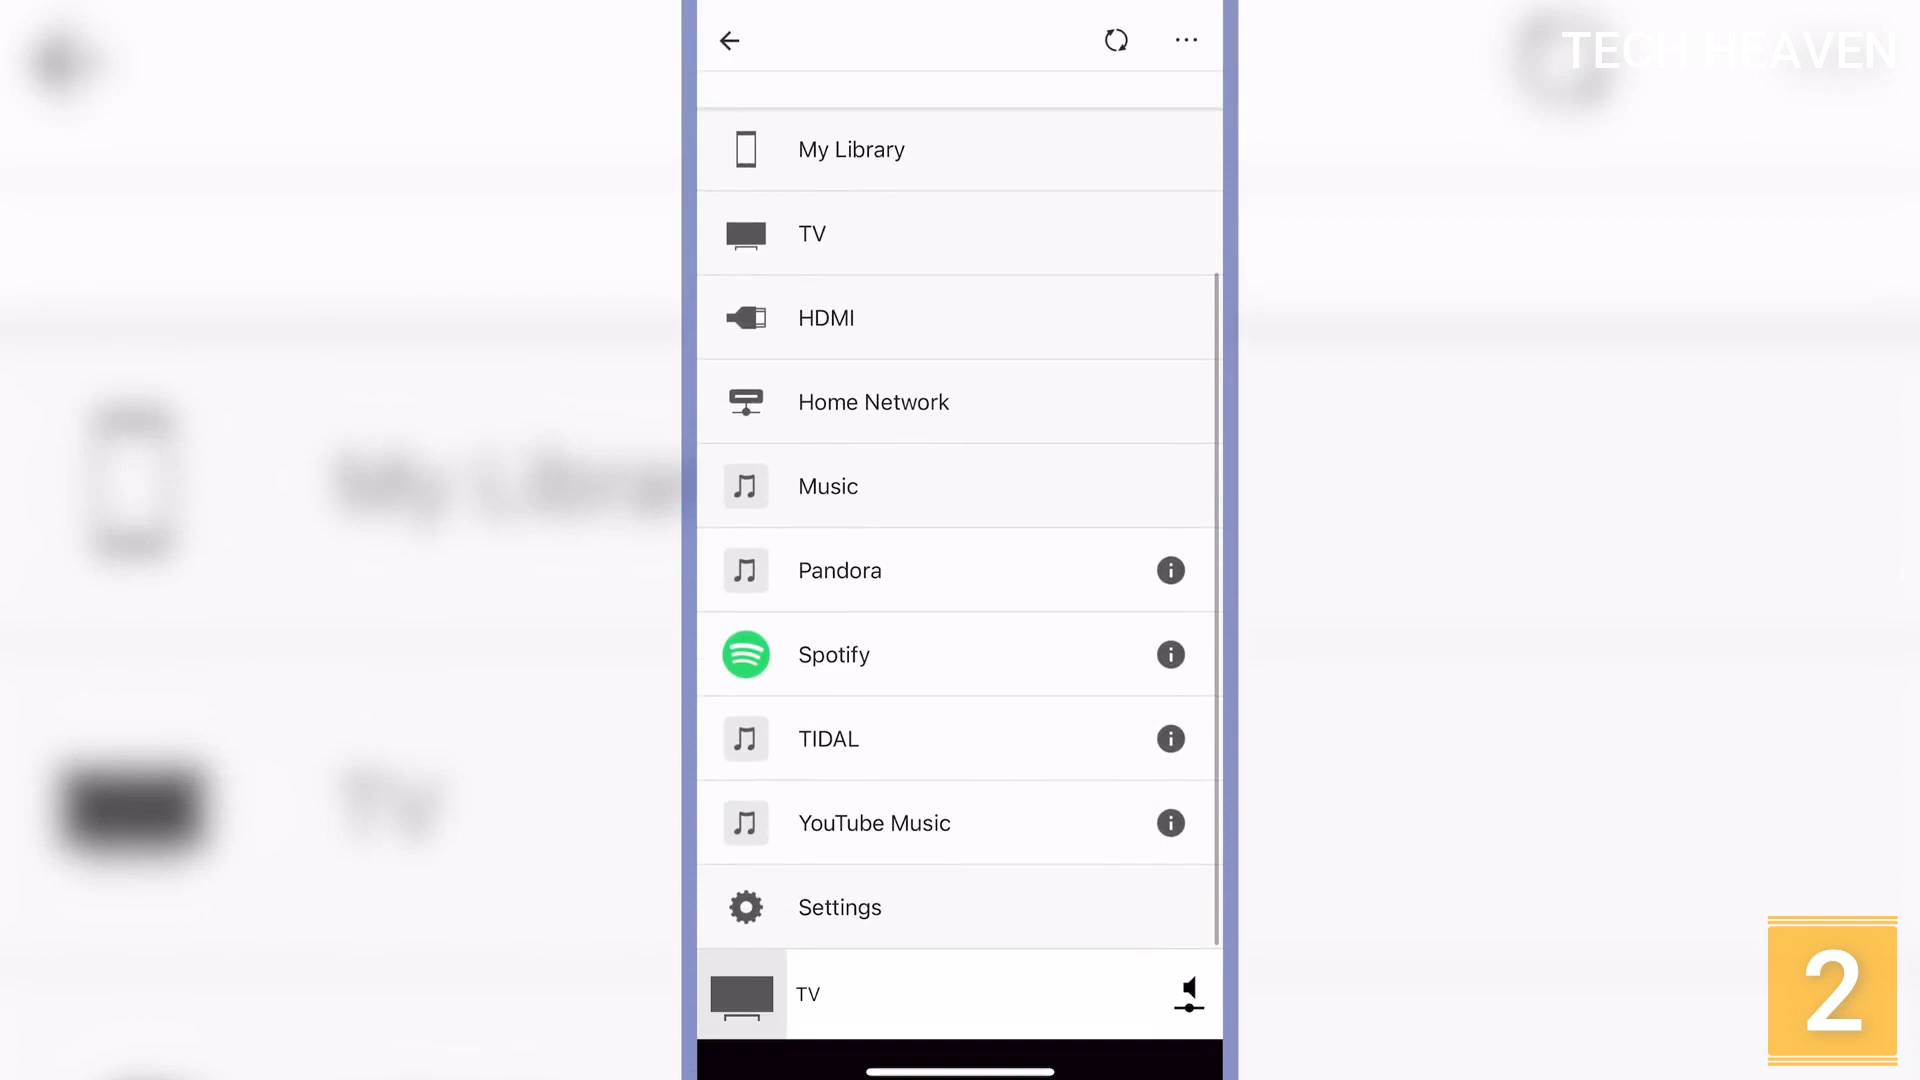 TECH HEAVEN
My Library
TV
HDMI
Home Network
Music
Pandora
Spotify
TIDAL
YouTube Music
Settings
TV
2